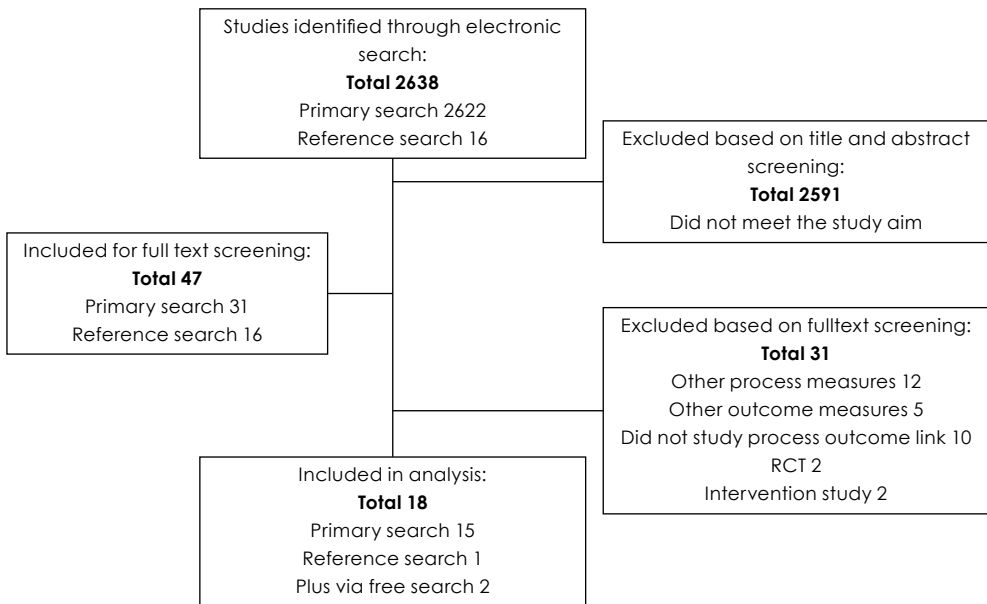 Studies identified through electronic
search:
Total 2638
Primary search 2622
Reference search 16
Excluded based on title and abstract
screening:
Total 2591
Did not meet the study aim
Included for full text screening:
Total 47
Primary search 31
Reference search 16
Excluded based on fulltext screening:
Total 31
Other process measures 12
Other outcome measures 5
Did not study process outcome link 10
RCT 2
Intervention study 2
Included in analysis:
Total 18
Primary search 15
Reference search 1
Plus via free search 2